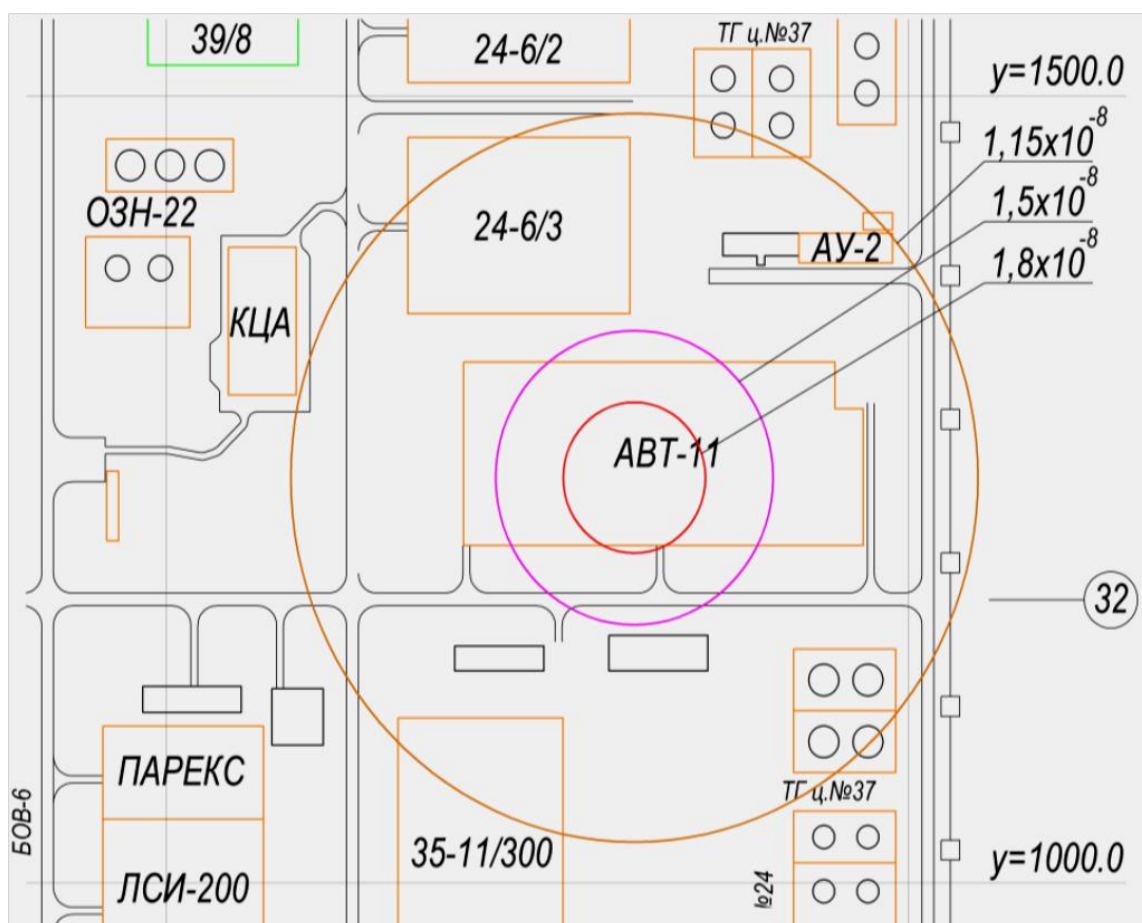 39/8
24-6/2
ТГ ц.№37
y=1500.0
1,15x10⁻⁸
ОЗН-22
24-6/3
1,5x10⁻⁸
АУ-2
1,8x10⁻⁸
КЦА
АВТ-11
32
ПАРЕКС
ТГ ц.№37
БОВ-6
35-11/300
y=1000.0
ЛСИ-200
№24